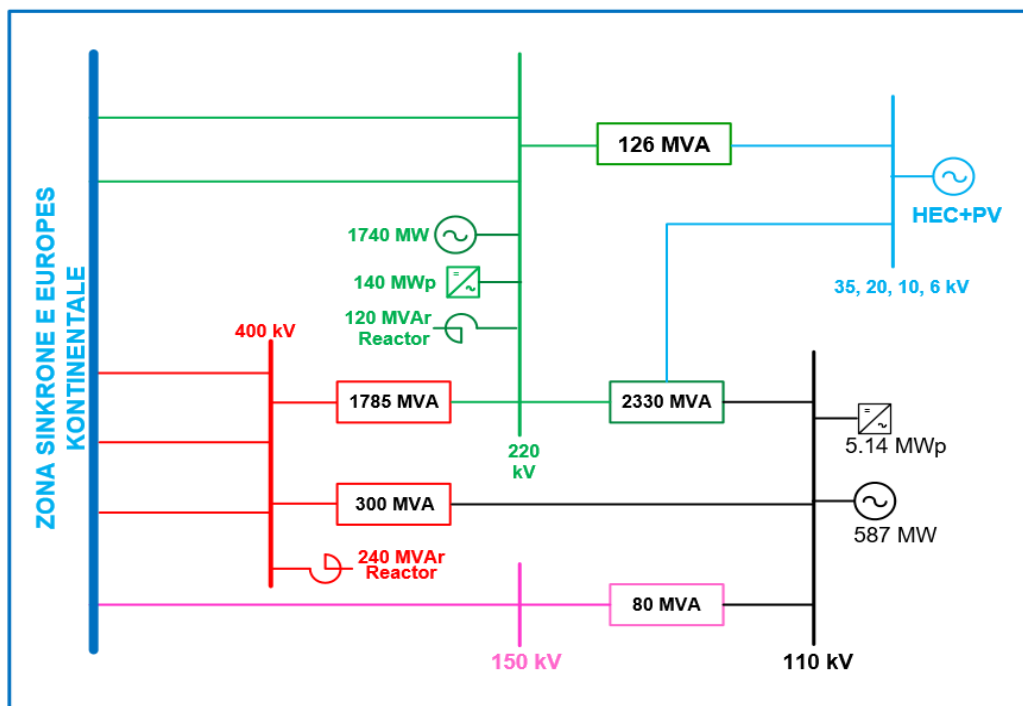 ZONA SINKRONE E EUROPES
KONTINENTALE
126 MVA
HEC+PV
35, 20, 10, 6 kV
1740 MW
140 MWp
120 MVAr
Reactor
400 kV
1785 MVA
2330 MVA
220
kV
5.14 MWp
300 MVA
587 MW
240 MVAr
Reactor
80 MVA
150 kV
110 kV